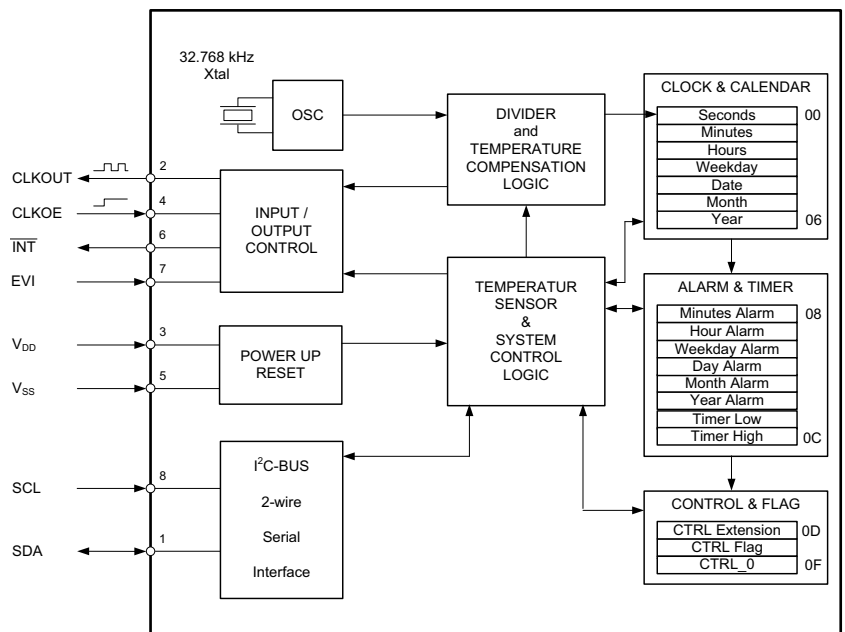 32.768 kHz
Xtal
OSC
DIVIDER
and
TEMPERATURE
COMPENSATION
LOGIC
CLOCK & CALENDAR
Seconds 00
Minutes
Hours
Weekday
Date
Month
Year 06
CLKOUT 2
CLKOE 4
INT 6
EVI 7
INPUT /
OUTPUT
CONTROL
TEMPERATUR
SENSOR
&
SYSTEM
CONTROL
LOGIC
ALARM & TIMER
Minutes Alarm 08
Hour Alarm
Weekday Alarm
Day Alarm
Month Alarm
Year Alarm
Timer Low
Timer High 0C
VDD 3
VSS 5
POWER UP
RESET
SCL 8
SDA 1
I²C-BUS
2-wire
Serial
Interface
CONTROL & FLAG
CTRL Extension 0D
CTRL Flag
CTRL_0 0F